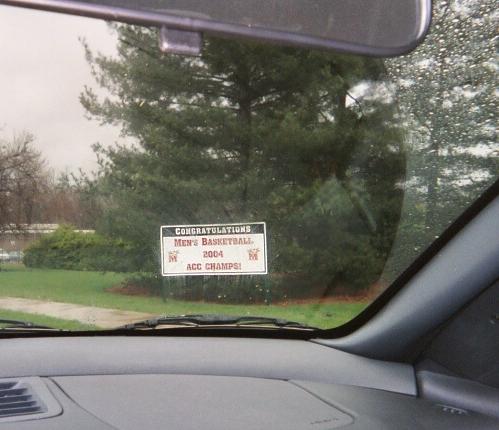 CONGRATULATIONS
MEN'S BASKETBALL
2004
M M
ACC CHAMPS!